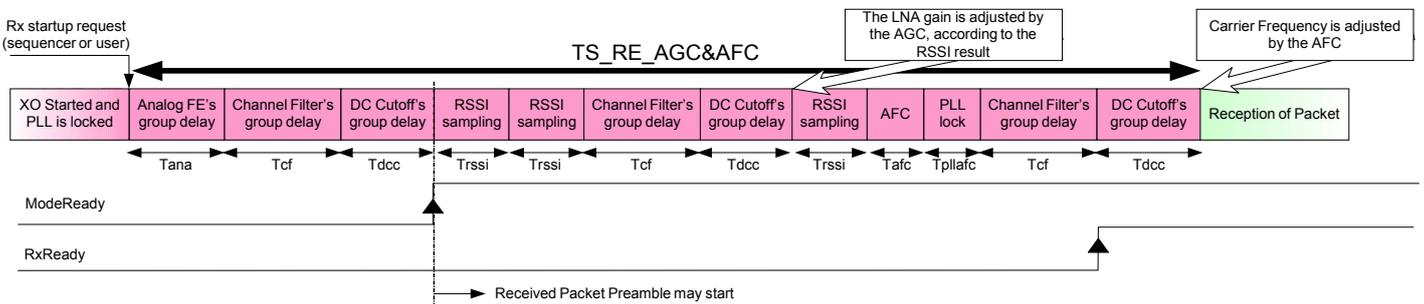 Rx startup request
(sequencer or user)
TS_RE_AGC&AFC
The LNA gain is adjusted by
the AGC, according to the
RSSI result
Carrier Frequency is adjusted
by the AFC
XO Started and
PLL is locked
Analog FE's
group delay
Channel Filter's
group delay
DC Cutoff's
group delay
RSSI
sampling
RSSI
sampling
Channel Filter's
group delay
DC Cutoff's
group delay
RSSI
sampling
AFC
PLL
lock
Channel Filter's
group delay
DC Cutoff's
group delay
Reception of Packet
Tana
Tcf
Tdcc
Trssi
Trssi
Tcf
Tdcc
Trssi
Tafc
Tpllafc
Tcf
Tdcc
ModeReady
RxReady
Received Packet Preamble may start